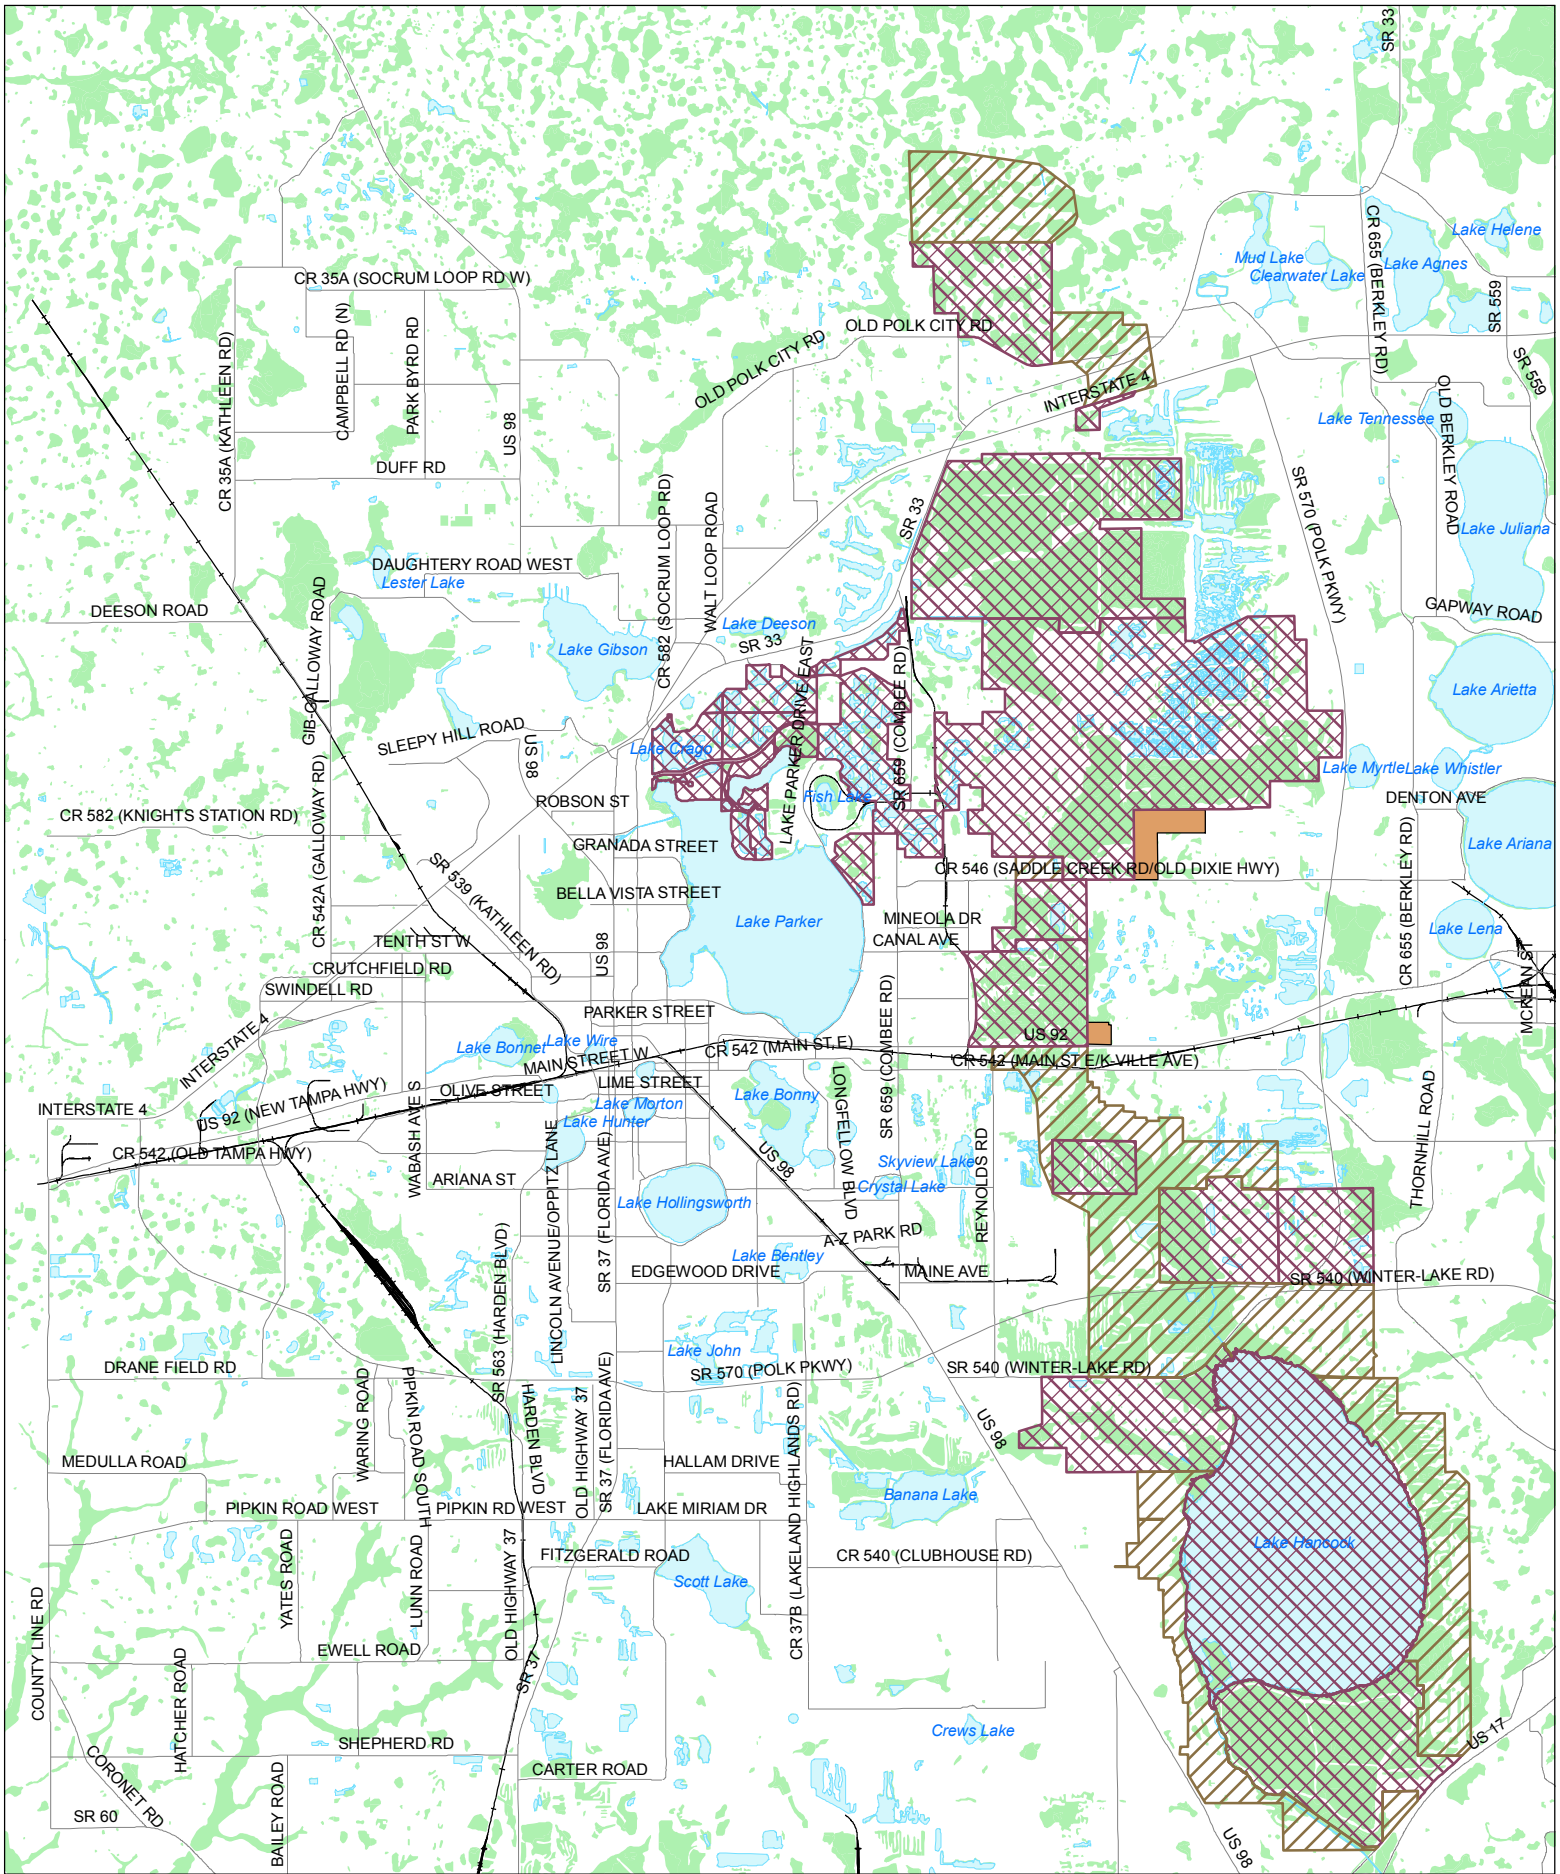 SR 33
Lake Helene
CR 655 (BERKLEY RD)
Mud Lake
Clearwater Lake
Lake Agnes
CR 35A (SOCRUM LOOP RD W)
SR 559
CAMPBELL RD (N)
PARK BYRD RD
OLD POLK CITY RD
OLD POLK CITY RD
CR 35A (KATHLEEN RD)
SR 559
INTERSTATE 4
US 98
Lake Tennessee
OLD BERKLEY ROAD
DUFF RD
SR 570 (POLK PKWY)
SR 33
CR 582 (SOCRUM LOOP RD)
WALT LOOP ROAD
Lake Juliana
DAUGHTERY ROAD WEST
Lester Lake
DEESON ROAD
GIB-GALLOWAY ROAD
GAPWAY ROAD
Lake Deeson
SR 33
Lake Gibson
LAKE PARKER DRIVE EAST
SR 659 (COMBEE RD)
Lake Arietta
SLEEPY HILL ROAD
US 98
Lake Crago
Lake Myrtle
Lake Whistler
CR 542A (GALLOWAY RD)
ROBSON ST
Fish Lake
DENTON AVE
CR 582 (KNIGHTS STATION RD)
GRANADA STREET
Lake Ariana
SR 539 (KATHLEEN RD)
CR 546 (SADDLE CREEK RD/OLD DIXIE HWY)
BELLA VISTA STREET
CR 655 (BERKLEY RD)
Lake Parker
MINEOLA DR
CANAL AVE
Lake Lena
TENTH ST W
US 98
CRUTCHFIELD RD
SWINDELL RD
MCKEAN ST
PARKER STREET
SR 659 (COMBEE RD)
INTERSTATE 4
US 92
Lake Bonnet
Lake Wire
MAIN STREET W
CR 542 (MAIN ST E)
CR 542 (MAIN ST E/K-VILLE AVE)
LIME STREET
OLIVE STREET
Lake Bonny
INTERSTATE 4
US 92 (NEW TAMPA HWY)
Lake Morton
Lake Hunter
LONGFELLOW BLVD
THORNHILL ROAD
CR 542 (OLD TAMPA HWY)
WABASH AVE S
US 98
Skyview Lake
REYNOLDS RD
ARIANA ST
Crystal Lake
Lake Hollingsworth
LINCOLN AVENUE/OPPITZ LANE
SR 37 (FLORIDA AVE)
A-Z PARK RD
Lake Bentley
EDGEWOOD DRIVE
MAINE AVE
SR 540 (WINTER-LAKE RD)
SR 563 (HARDEN BLVD)
Lake John
DRANE FIELD RD
SR 570 (POLK PKWY)
SR 540 (WINTER-LAKE RD)
WARING ROAD
PIPKIN ROAD SOUTH
HARDEN BLVD
OLD HIGHWAY 37
SR 37 (FLORIDA AVE)
CR 37B (LAKELAND HIGHLANDS RD)
US 98
MEDULLA ROAD
HALLAM DRIVE
Banana Lake
PIPKIN ROAD WEST
PIPKIN RD WEST
LAKE MIRIAM DR
YATES ROAD
LUNN ROAD
OLD HIGHWAY 37
FITZGERALD ROAD
CR 540 (CLUBHOUSE RD)
Lake Hancock
Scott Lake
COUNTY LINE RD
EWELL ROAD
HATCHER ROAD
SR 37
Crews Lake
SHEPHERD RD
US 17
CORONET RD
CARTER ROAD
BAILEY ROAD
SR 60
US 98